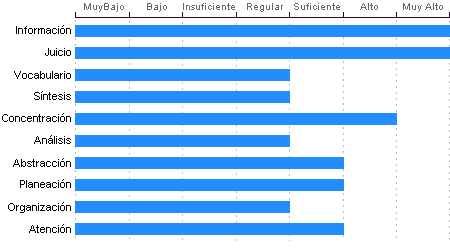 MuyBajo Bajo Insuficiente Regular Suficiente Alto Muy Alto
Información
Juicio
Vocabulario
Síntesis
Concentración
Análisis
Abstracción
Planeación
Organización
Atención